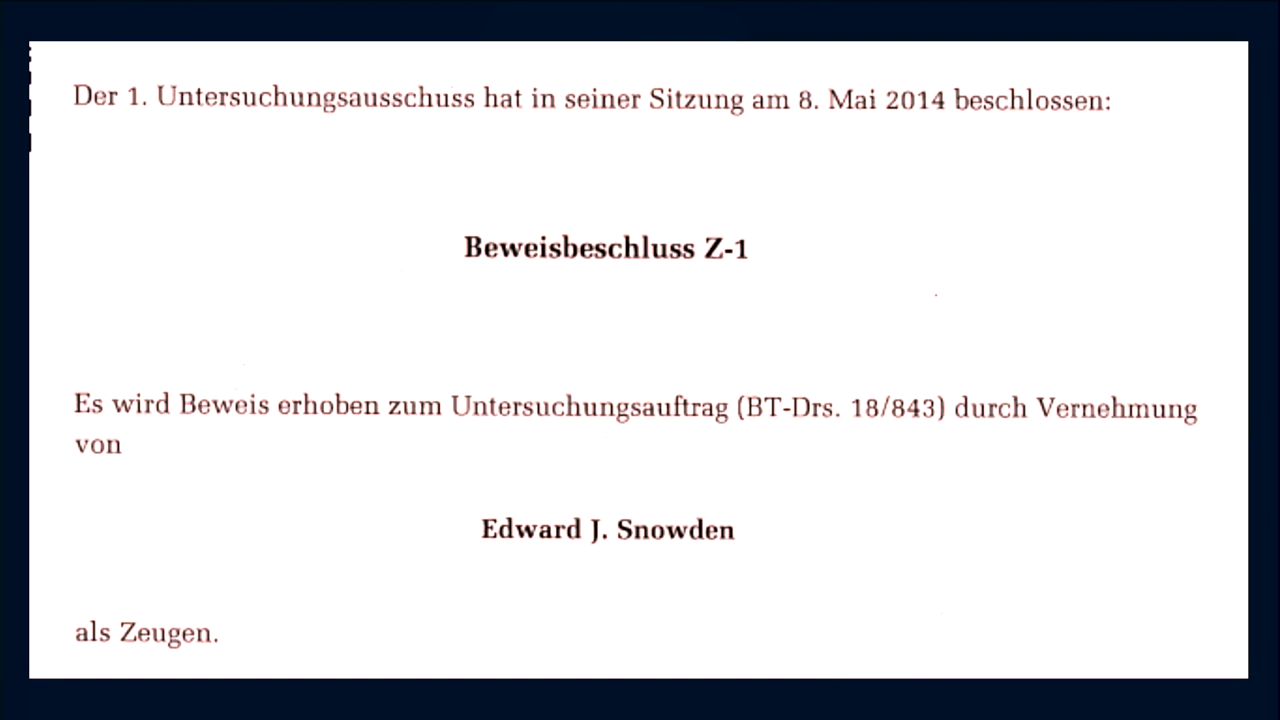 Der 1. Untersuchungsausschuss hat in seiner Sitzung am 8. Mai 2014 beschlossen:
Beweisbeschluss Z-1
Es wird Beweis erhoben zum Untersuchungsauftrag (BT-Drs. 18/843) durch Vernehmung
von
Edward J. Snowden
als Zeugen.